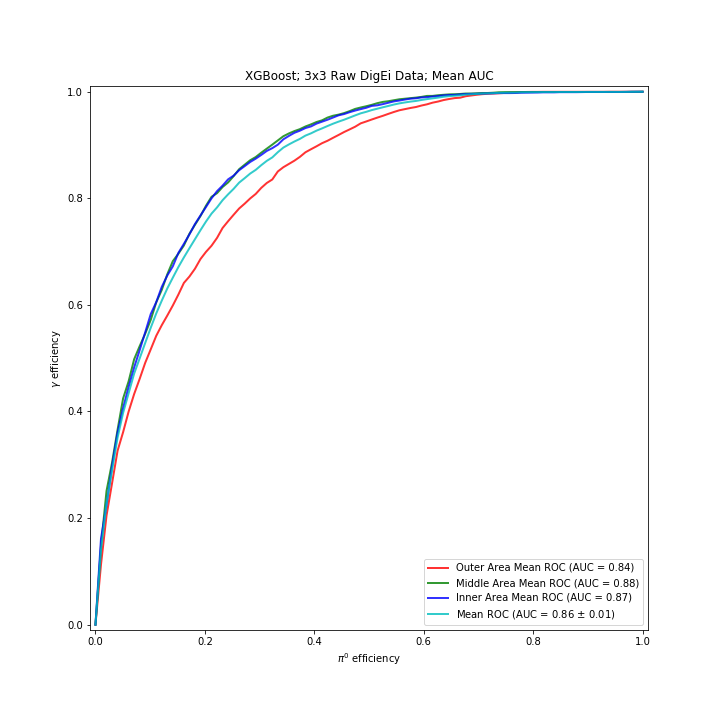 XGBoost; 3x3 Raw DigEi Data; Mean AUC
1.0
0.8
0.6
0.4
0.2
0.0
γ efficiency
0.0 0.2 0.4 0.6 0.8 1.0
π⁰ efficiency
Outer Area Mean ROC (AUC = 0.84)
Middle Area Mean ROC (AUC = 0.88)
Inner Area Mean ROC (AUC = 0.87)
Mean ROC (AUC = 0.86 ± 0.01)